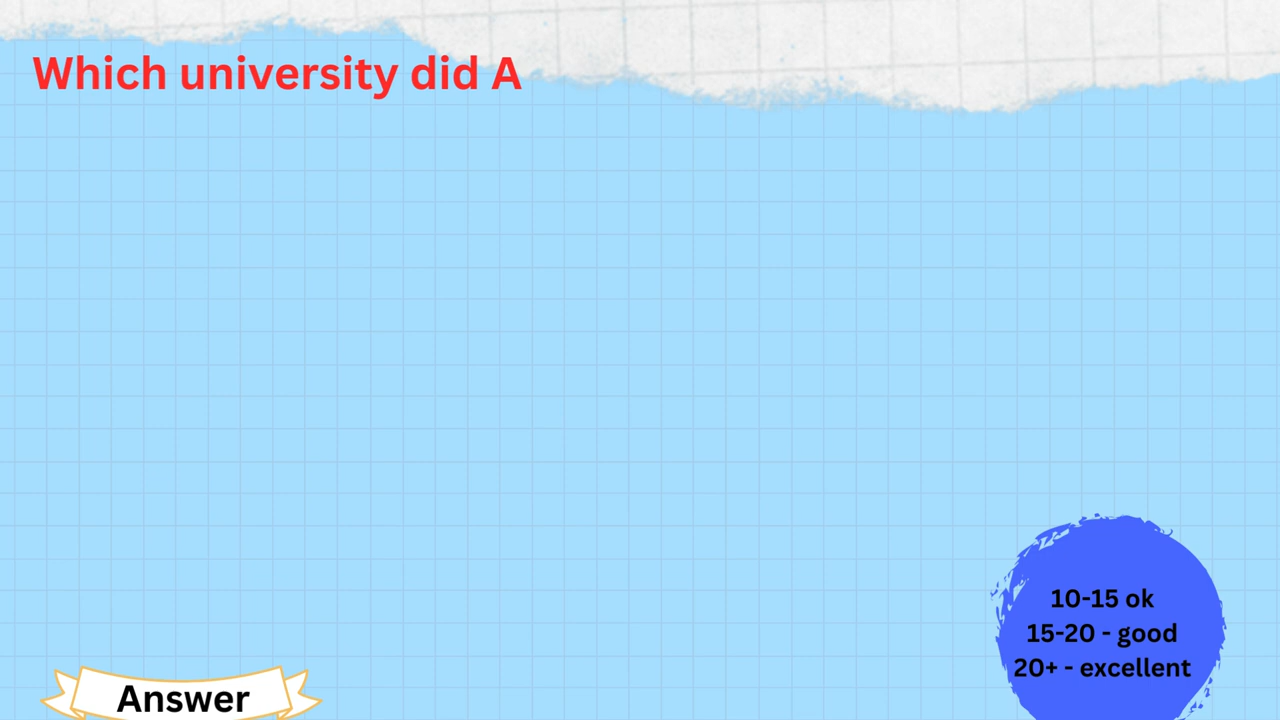 Which university did A
10-15 ok
15-20 - good
20+ - excellent
Answer